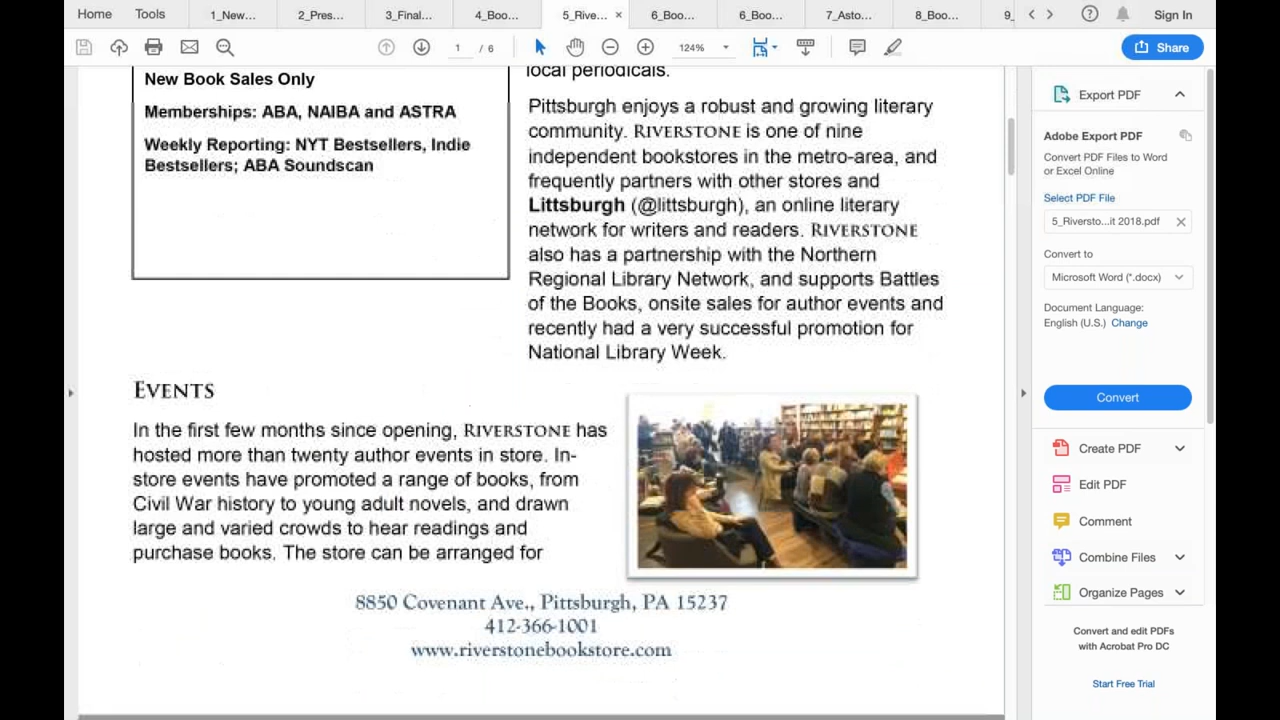 Home
Tools
1_New...
2_Pres...
3_Final...
4_Boo...
5_Rive...
6_Boo...
6_Boo...
7_Asto...
8_Boo...
9_
Sign In
1 / 6
124%
Share
New Book Sales Only
Memberships: ABA, NAIBA and ASTRA
Weekly Reporting: NYT Bestsellers, Indie
Bestsellers; ABA Soundscan
local periodicals.
Pittsburgh enjoys a robust and growing literary
community. RIVERSTONE is one of nine
independent bookstores in the metro-area, and
frequently partners with other stores and
Littsburgh (@littsburgh), an online literary
network for writers and readers. RIVERSTONE
also has a partnership with the Northern
Regional Library Network, and supports Battles
of the Books, onsite sales for author events and
recently had a very successful promotion for
National Library Week.
EVENTS
In the first few months since opening, RIVERSTONE has
hosted more than twenty author events in store. In-
store events have promoted a range of books, from
Civil War history to young adult novels, and drawn
large and varied crowds to hear readings and
purchase books. The store can be arranged for
8850 Covenant Ave., Pittsburgh, PA 15237
412-366-1001
www.riverstonebookstore.com
Export PDF
Adobe Export PDF
Convert PDF Files to Word
or Excel Online
Select PDF File
5_Riversto...it 2018.pdf
Convert to
Microsoft Word (*.docx)
Document Language:
English (U.S.) Change
Convert
Create PDF
Edit PDF
Comment
Combine Files
Organize Pages
Convert and edit PDFs
with Acrobat Pro DC
Start Free Trial